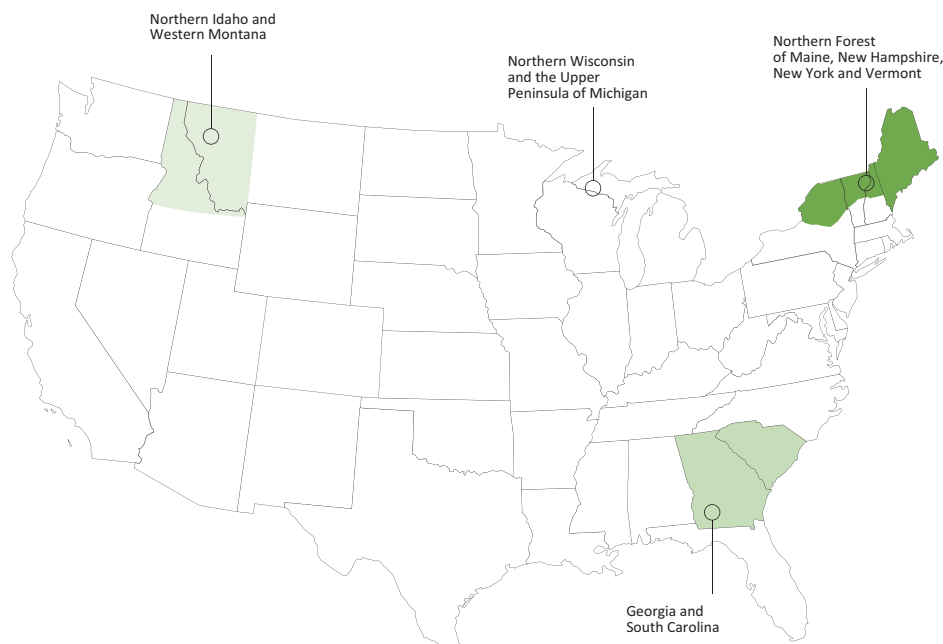 Northern Idaho and
Western Montana
Northern Wisconsin
and the Upper
Peninsula of Michigan
Northern Forest
of Maine, New Hampshire,
New York and Vermont
Georgia and
South Carolina